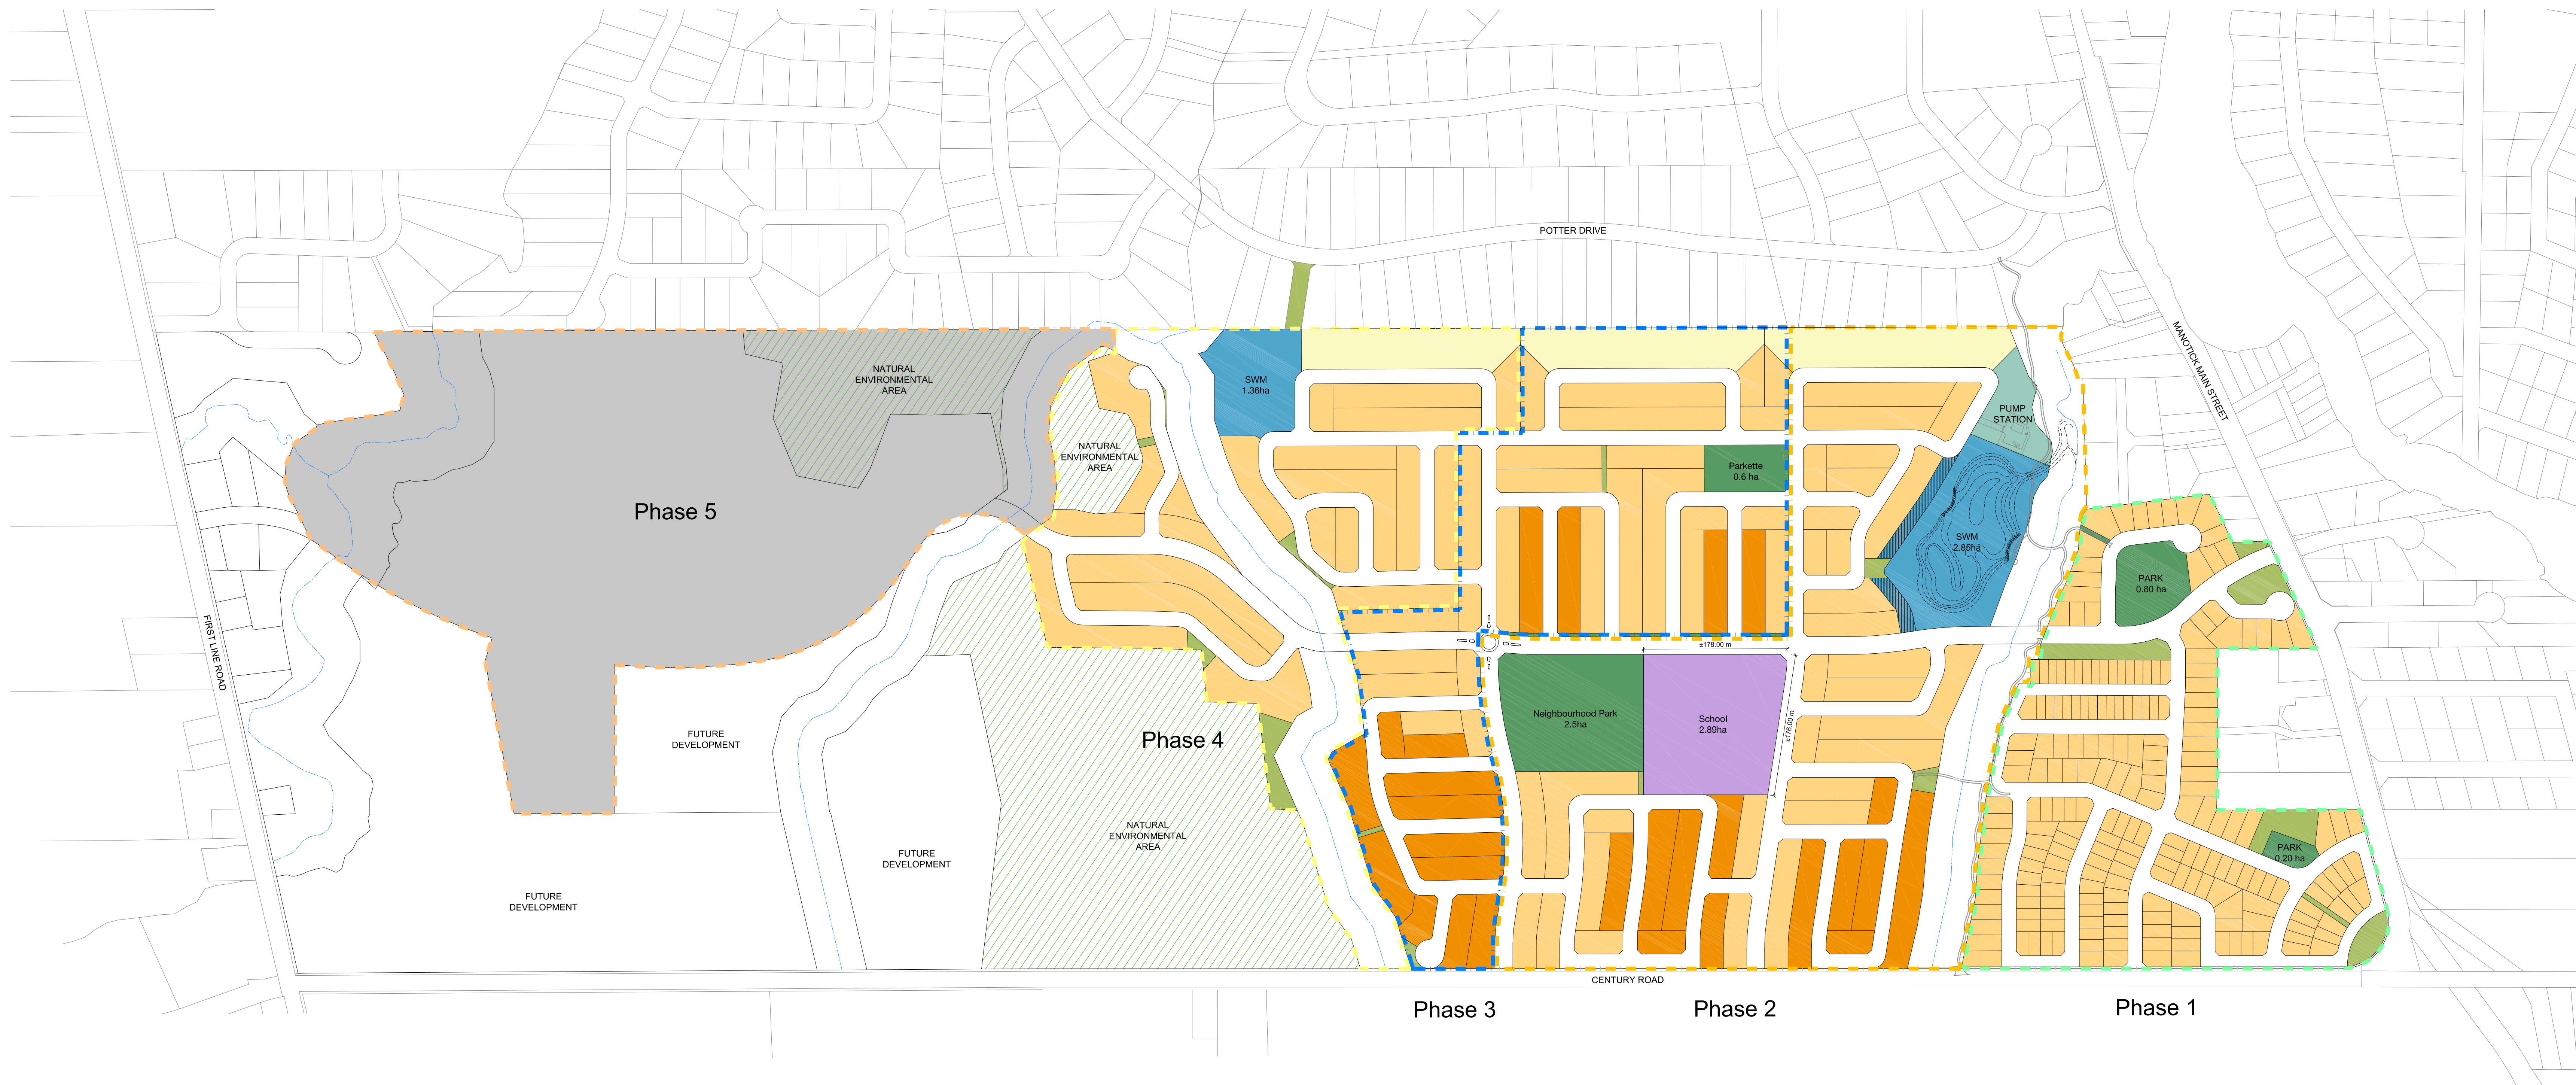 POTTER DRIVE
MANOTICK MAIN STREET
NATURAL
ENVIRONMENTAL
AREA
SWM
1.36ha
PUMP
STATION
NATURAL
ENVIRONMENTAL
AREA
Parkette
0.6 ha
Phase 5
SWM
2.85ha
PARK
0.80 ha
FIRST LINE ROAD
±178.00 m
Neighbourhood Park
2.5ha
School
2.89ha
±176.00 m
FUTURE
DEVELOPMENT
Phase 4
NATURAL
ENVIRONMENTAL
AREA
PARK
0.20 ha
FUTURE
DEVELOPMENT
FUTURE
DEVELOPMENT
CENTURY ROAD
Phase 3
Phase 2
Phase 1